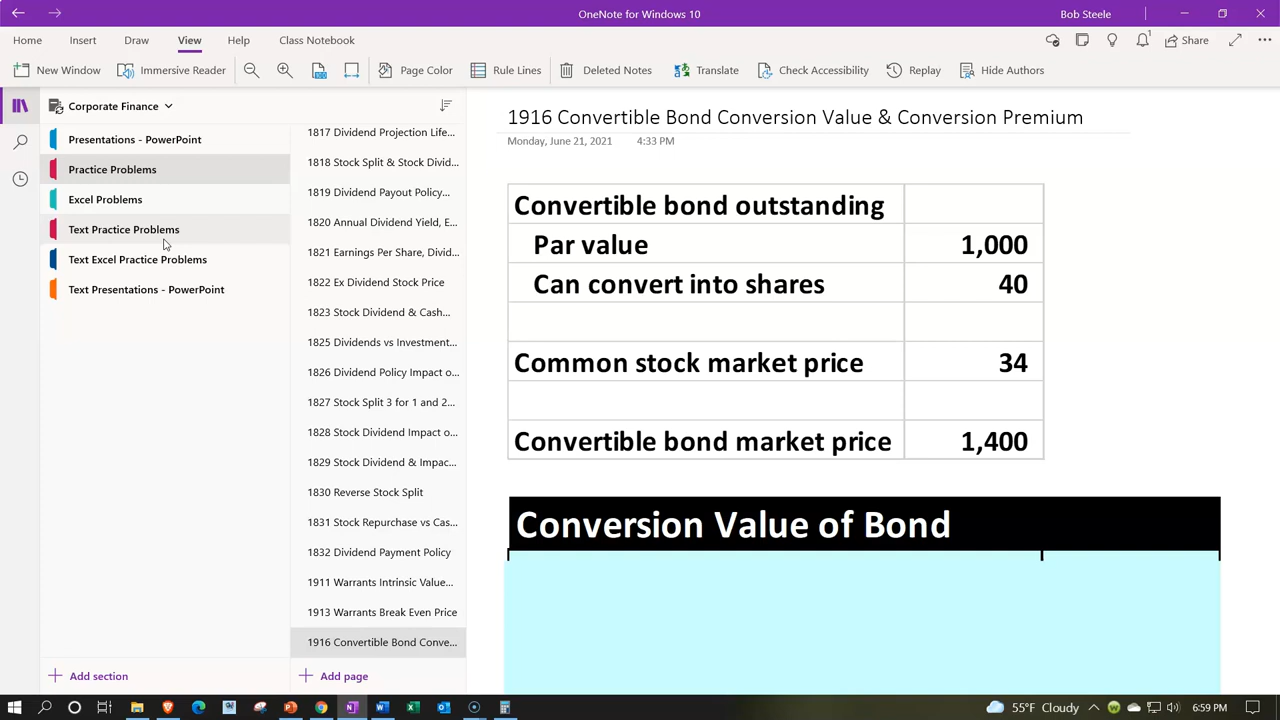 OneNote for Windows 10
Bob Steele
Home
Insert
Draw
View
Help
Class Notebook
Share
New Window
Immersive Reader
Page Color
Rule Lines
Deleted Notes
Translate
Check Accessibility
Replay
Hide Authors
Corporate Finance
Presentations - PowerPoint
Practice Problems
Excel Problems
Text Practice Problems
Text Excel Practice Problems
Text Presentations - PowerPoint
Add section
1817 Dividend Projection Life...
1818 Stock Split & Stock Divid...
1819 Dividend Payout Policy...
1820 Annual Dividend Yield, E...
1821 Earnings Per Share, Divid...
1822 Ex Dividend Stock Price
1823 Stock Dividend & Cash...
1825 Dividends vs Investment...
1826 Dividend Policy Impact o...
1827 Stock Split 3 for 1 and 2...
1828 Stock Dividend Impact o...
1829 Stock Dividend & Impac...
1830 Reverse Stock Split
1831 Stock Repurchase vs Cas...
1832 Dividend Payment Policy
1911 Warrants Intrinsic Value...
1913 Warrants Break Even Price
1916 Convertible Bond Conve...
Add page
1916 Convertible Bond Conversion Value & Conversion Premium
Monday, June 21, 2021 4:33 PM
Convertible bond outstanding
Par value 1,000
Can convert into shares 40
Common stock market price 34
Convertible bond market price 1,400
Conversion Value of Bond
55°F Cloudy
6:59 PM